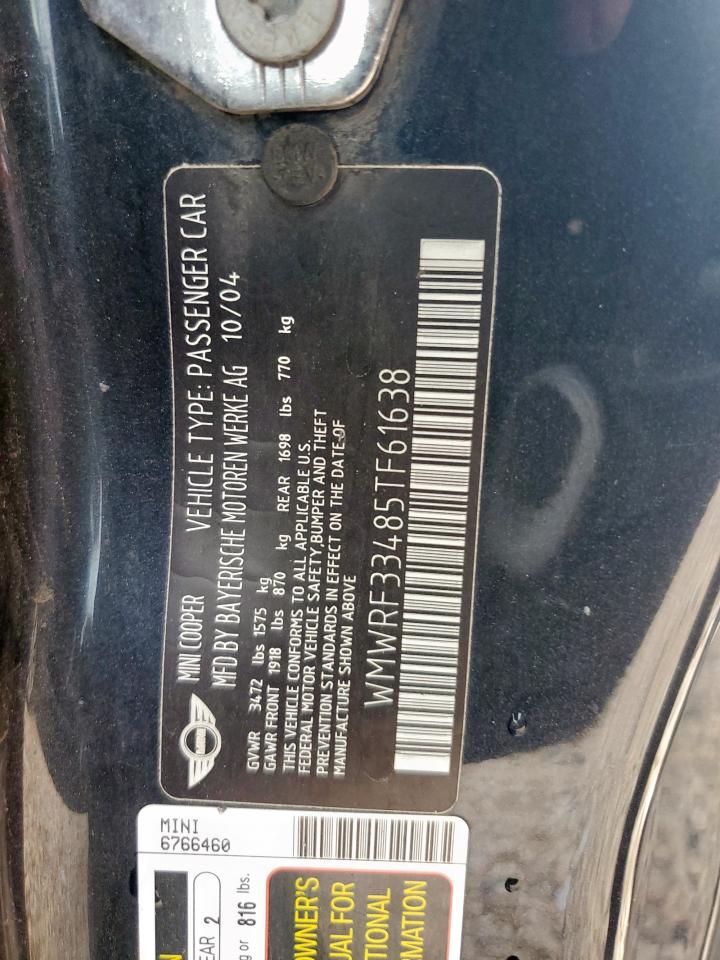 MINI COOPER VEHICLE TYPE: PASSENGER CAR
MFD BY BAYERISCHE MOTOREN WERKE AG 10/04
GVWR 3472 lbs 1575 kg
GAWR FRONT 1918 lbs 870 kg REAR 1698 lbs 770 kg
THIS VEHICLE CONFORMS TO ALL APPLICABLE U.S.
FEDERAL MOTOR VEHICLE SAFETY, BUMPER AND THEFT
PREVENTION STANDARDS IN EFFECT ON THE DATE OF
MANUFACTURE SHOWN ABOVE
WMWRF33485TF61638
MINI
6766460
EAR 2
g or 816 lbs.
OWNER'S
UAL FOR
TIONAL
RMATION